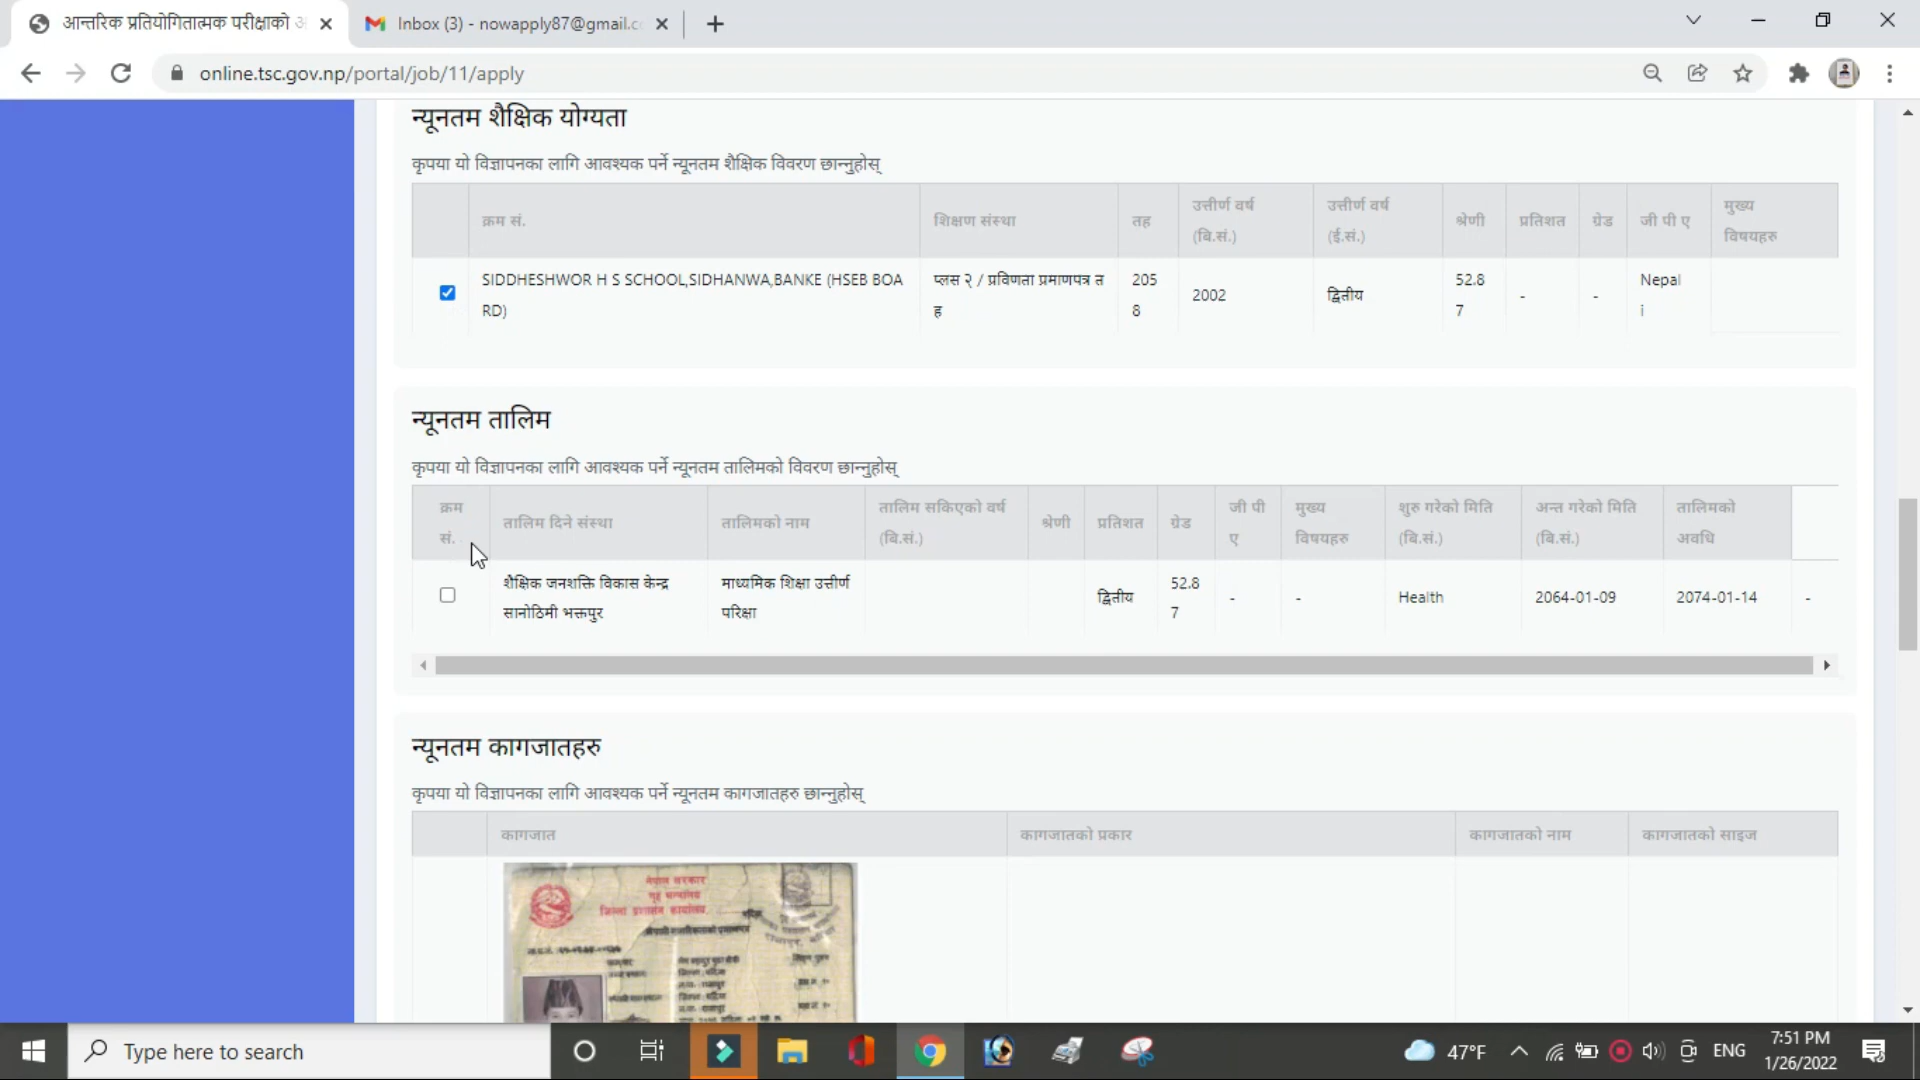 आन्तरिक प्रतियोगितात्मक परीक्षाको
Inbox (3) - nowapply87@gmail.c
online.tsc.gov.np/portal/job/11/apply
न्यूनतम शैक्षिक योग्यता
कृपया यो विज्ञापनका लागि आवश्यक पर्ने न्यूनतम शैक्षिक विवरण छान्नुहोस्
क्रम सं. शिक्षण संस्था तह उत्तीर्ण वर्ष (बि.सं.) उत्तीर्ण वर्ष (ई.सं.) श्रेणी प्रतिशत ग्रेड जी पी ए मुख्य विषयहरु
SIDDHESHWOR H S SCHOOL,SIDHANWA,BANKE (HSEB BOARD) प्लस २ / प्रविणता प्रमाणपत्र तह 2058 2002 द्वितीय 52.87 - - Nepali
न्यूनतम तालिम
कृपया यो विज्ञापनका लागि आवश्यक पर्ने न्यूनतम तालिमको विवरण छान्नुहोस्
क्रम सं. तालिम दिने संस्था तालिमको नाम तालिम सकिएको वर्ष (बि.सं.) श्रेणी प्रतिशत ग्रेड जी पी ए मुख्य विषयहरु शुरु गरेको मिति (बि.सं.) अन्त गरेको मिति (बि.सं.) तालिमको अवधि
शैक्षिक जनशक्ति विकास केन्द्र सानोठिमी भक्तपुर माध्यमिक शिक्षा उत्तीर्ण परिक्षा द्वितीय 52.87 - - Health 2064-01-09 2074-01-14 -
न्यूनतम कागजातहरु
कृपया यो विज्ञापनका लागि आवश्यक पर्ने न्यूनतम कागजातहरु छान्नुहोस्
कागजात कागजातको प्रकार कागजातको नाम कागजातको साइज
नेपाल सरकार
गृह मन्त्रालय
जिल्ला प्रशासन कार्यालय,
Type here to search
47°F
ENG
7:51 PM
1/26/2022